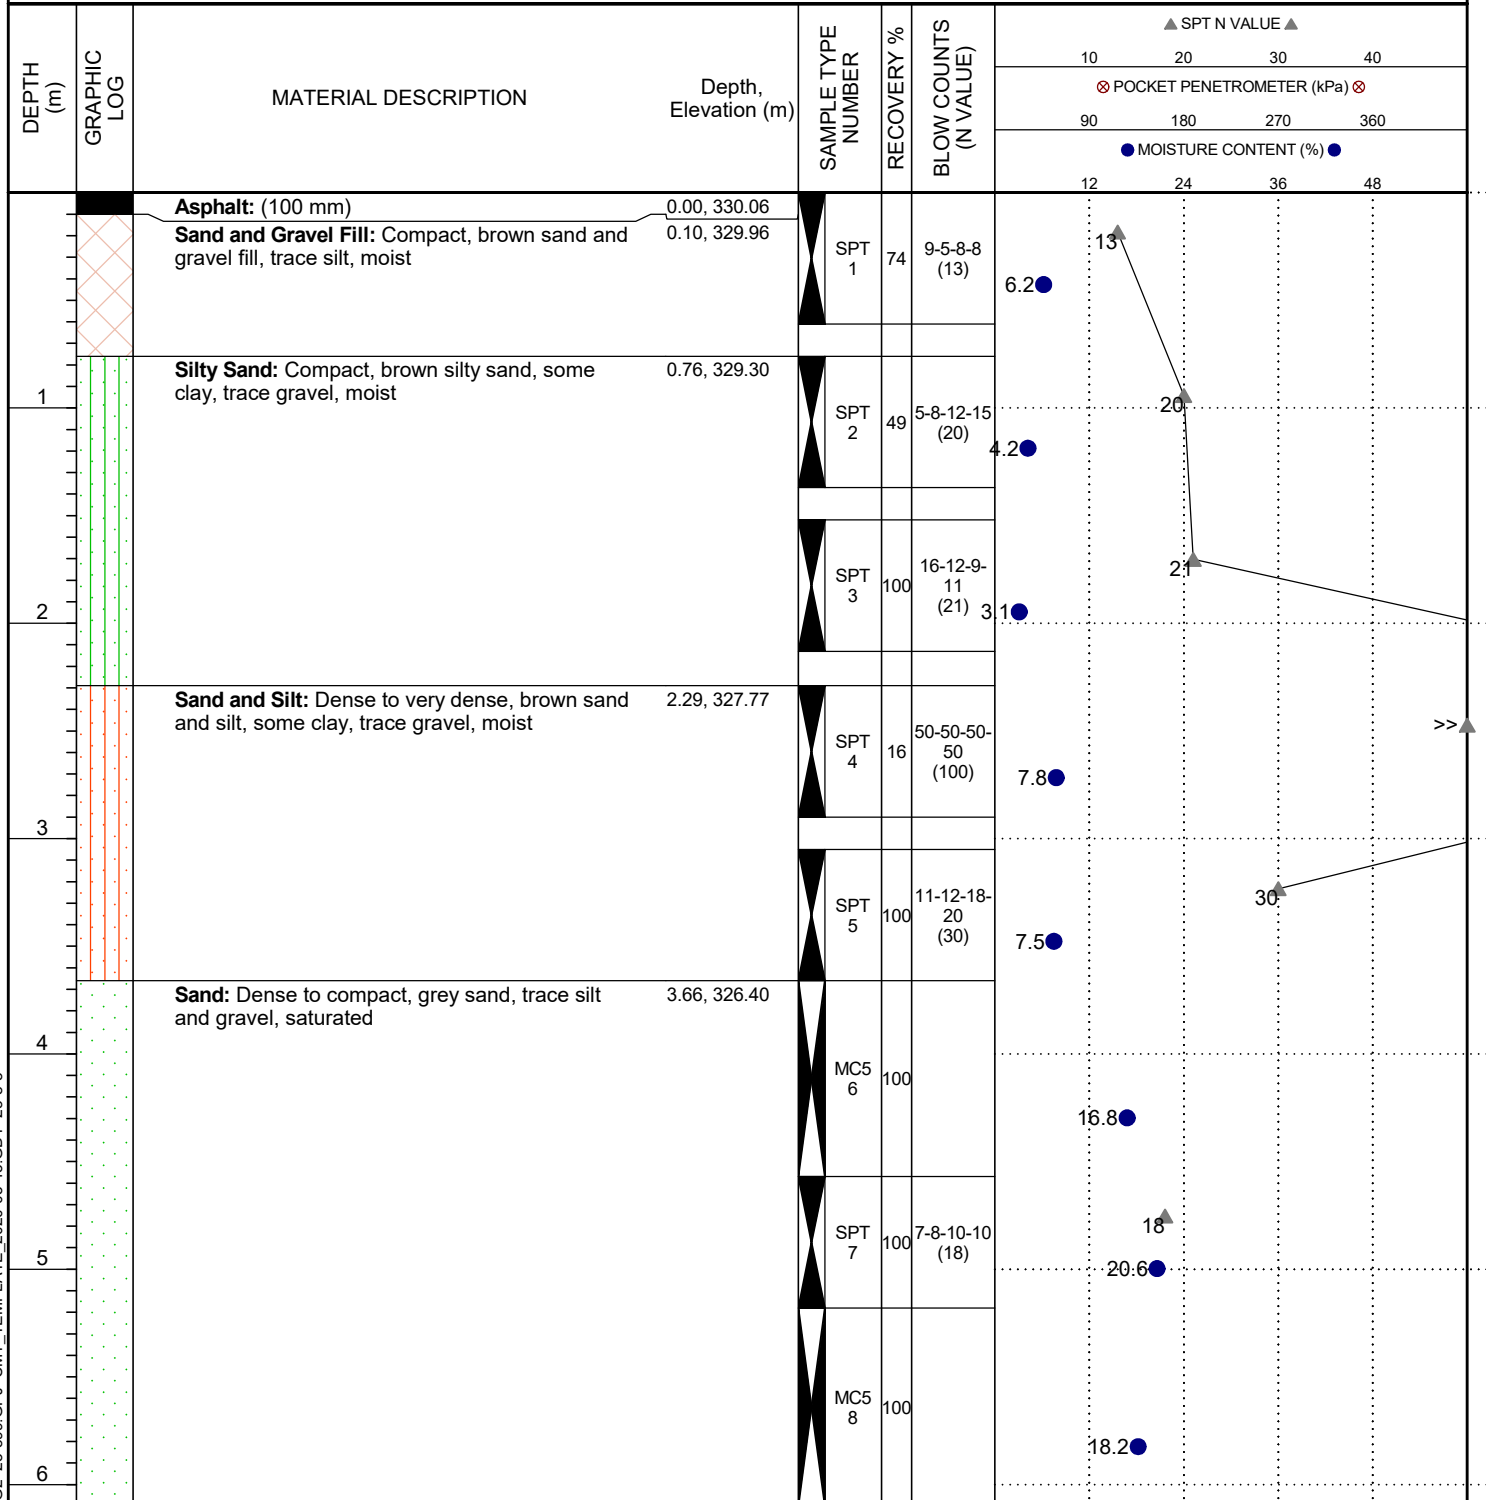 DEPTH
(m)
GRAPHIC
LOG
MATERIAL DESCRIPTION
Depth,
Elevation (m)
SAMPLE TYPE
NUMBER
RECOVERY %
BLOW COUNTS
(N VALUE)
SPT N VALUE
10 20 30 40
POCKET PENETROMETER (kPa)
90 180 270 360
MOISTURE CONTENT (%)
12 24 36 48
Asphalt: (100 mm)
0.00, 330.06
Sand and Gravel Fill: Compact, brown sand and
gravel fill, trace silt, moist
0.10, 329.96
SPT
1
74
9-5-8-8
(13)
13
6.2
Silty Sand: Compact, brown silty sand, some
clay, trace gravel, moist
0.76, 329.30
1
SPT
2
49
5-8-12-15
(20)
20
4.2
SPT
3
100
16-12-9-
11
(21)
21
3.1
2
Sand and Silt: Dense to very dense, brown sand
and silt, some clay, trace gravel, moist
2.29, 327.77
SPT
4
16
50-50-50-
50
(100)
>>
7.8
3
SPT
5
100
11-12-18-
20
(30)
30
7.5
Sand: Dense to compact, grey sand, trace silt
and gravel, saturated
3.66, 326.40
4
MC5
6
100
16.8
SPT
7
100
7-8-10-10
(18)
18
5
20.6
MC5
8
100
18.2
6